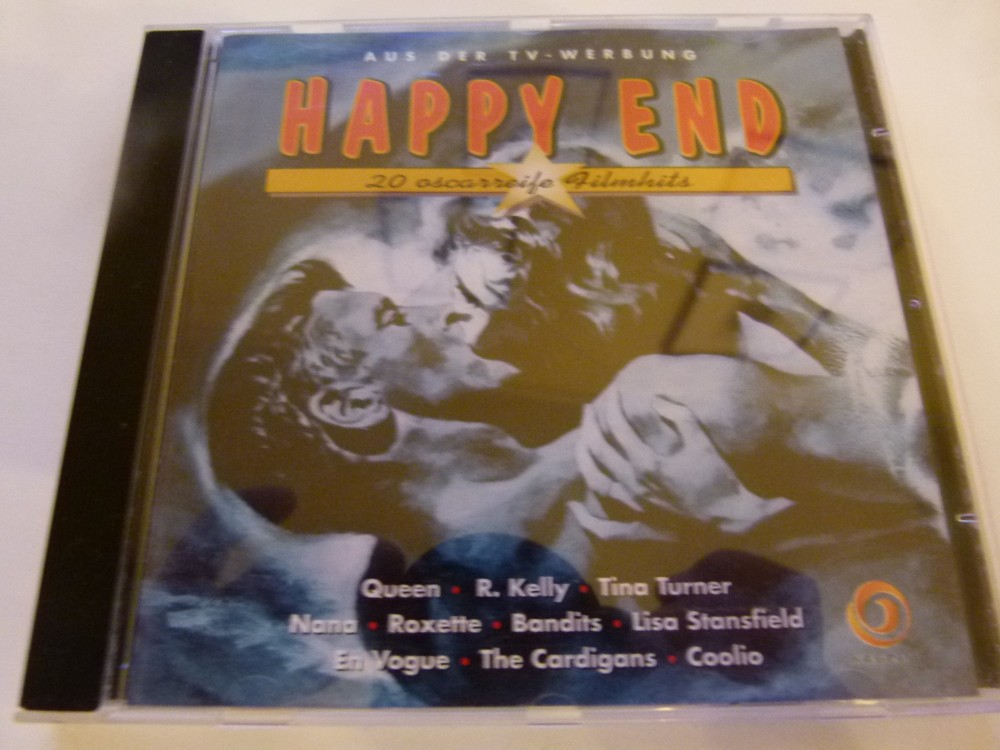 AUS DER TV-WERBUNG
HAPPY END
20 oscarreife Filmhits
Queen • R. Kelly • Tina Turner
Nana • Roxette • Bandits • Lisa Stansfield
En Vogue • The Cardigans • Coolio